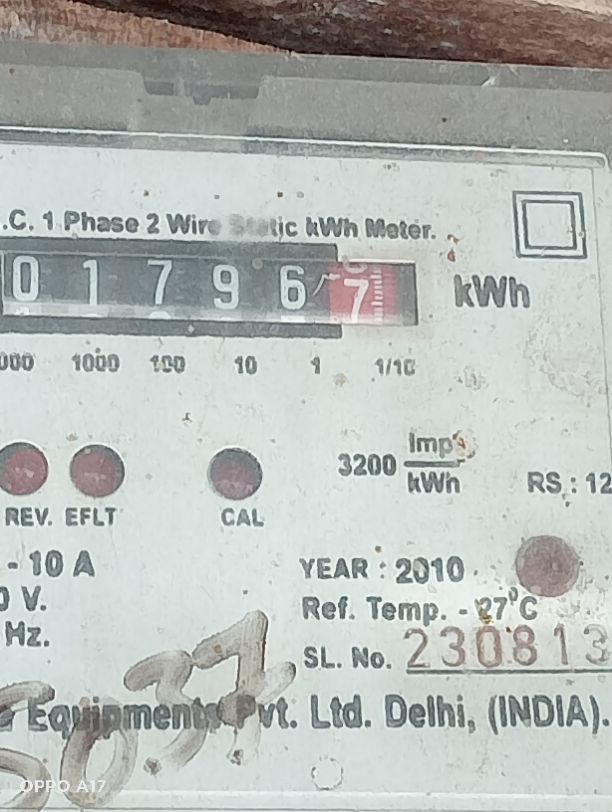 .C. 1 Phase 2 Wire Static kWh Meter.
0 1 7 9 6 7 kWh
000 1000 100 10 1 1/10
3200 Imp
kWh
RS.: 12
REV. EFLT CAL
- 10 A
YEAR : 2010
0 V.
Ref. Temp. - 27°C
Hz.
SL. No. 230813
037
Equipments Pvt. Ltd. Delhi, (INDIA).
OPPO A17